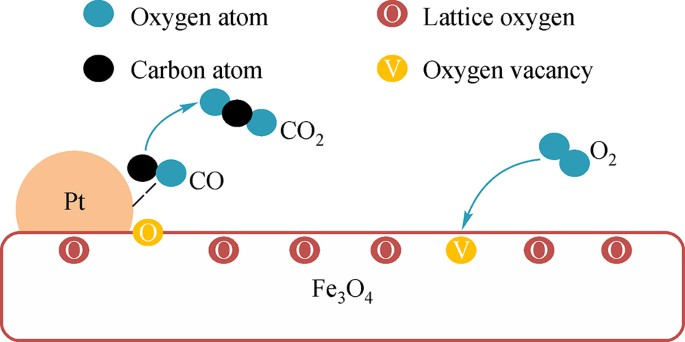 Oxygen atom
O Lattice oxygen
Carbon atom
V Oxygen vacancy
CO₂
CO
O₂
Pt
O
O O O O V O O
Fe₃O₄